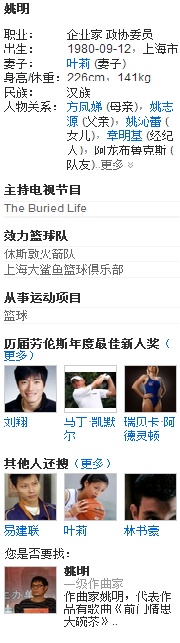 姚明
职业： 企业家 政协委员
出生： 1980-09-12，上海市
妻子： 叶莉 (妻子)
身高/体重： 226cm，141kg
民族： 汉族
人物关系： 方凤娣 (母亲)，姚志
源 (父亲)，姚沁蕾 (
女儿)，章明基 (经纪
人)，阿龙布鲁克斯 (
队友)..更多
主持电视节目
The Buried Life
效力篮球队
休斯敦火箭队
上海大鲨鱼篮球俱乐部
从事运动项目
篮球
历届劳伦斯年度最佳新人奖（
更多）
刘翔
马丁·凯默
尔
瑞贝卡·阿
德灵顿
其他人还搜（更多）
易建联
叶莉
林书豪
您是否要找：
姚明
一级作曲家
作曲家姚明，代表作
品有歌曲《前门情思
大碗茶》..